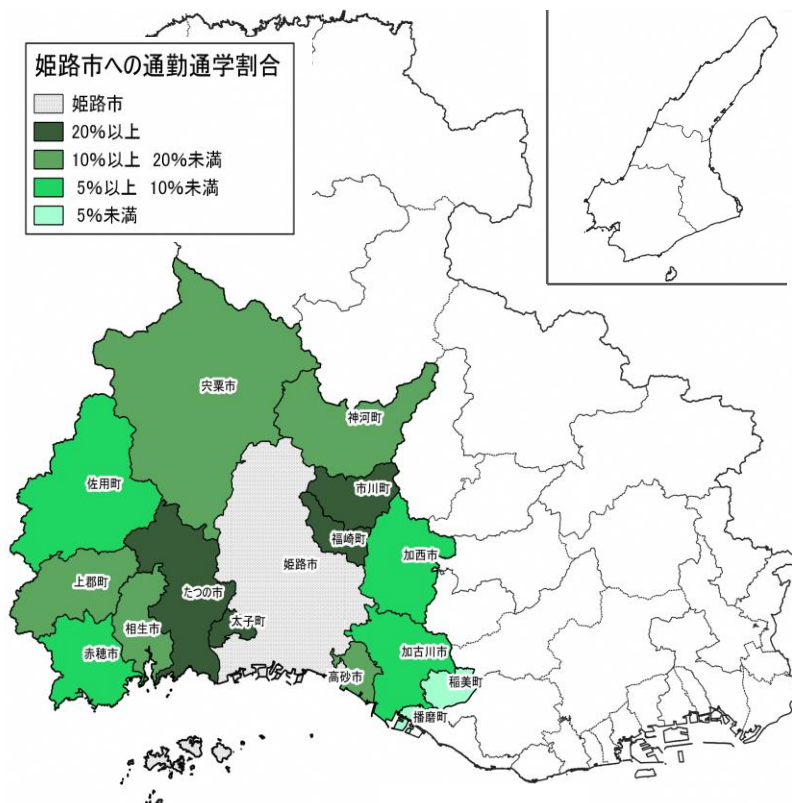 姫路市への通勤通学割合
姫路市
20%以上
10%以上 20%未満
5%以上 10%未満
5%未満
宍粟市
神河町
佐用町
市川町
福崎町
加西市
姫路市
上郡町
たつの市
太子町
相生市
赤穂市
加古川市
高砂市
稲美町
播磨町